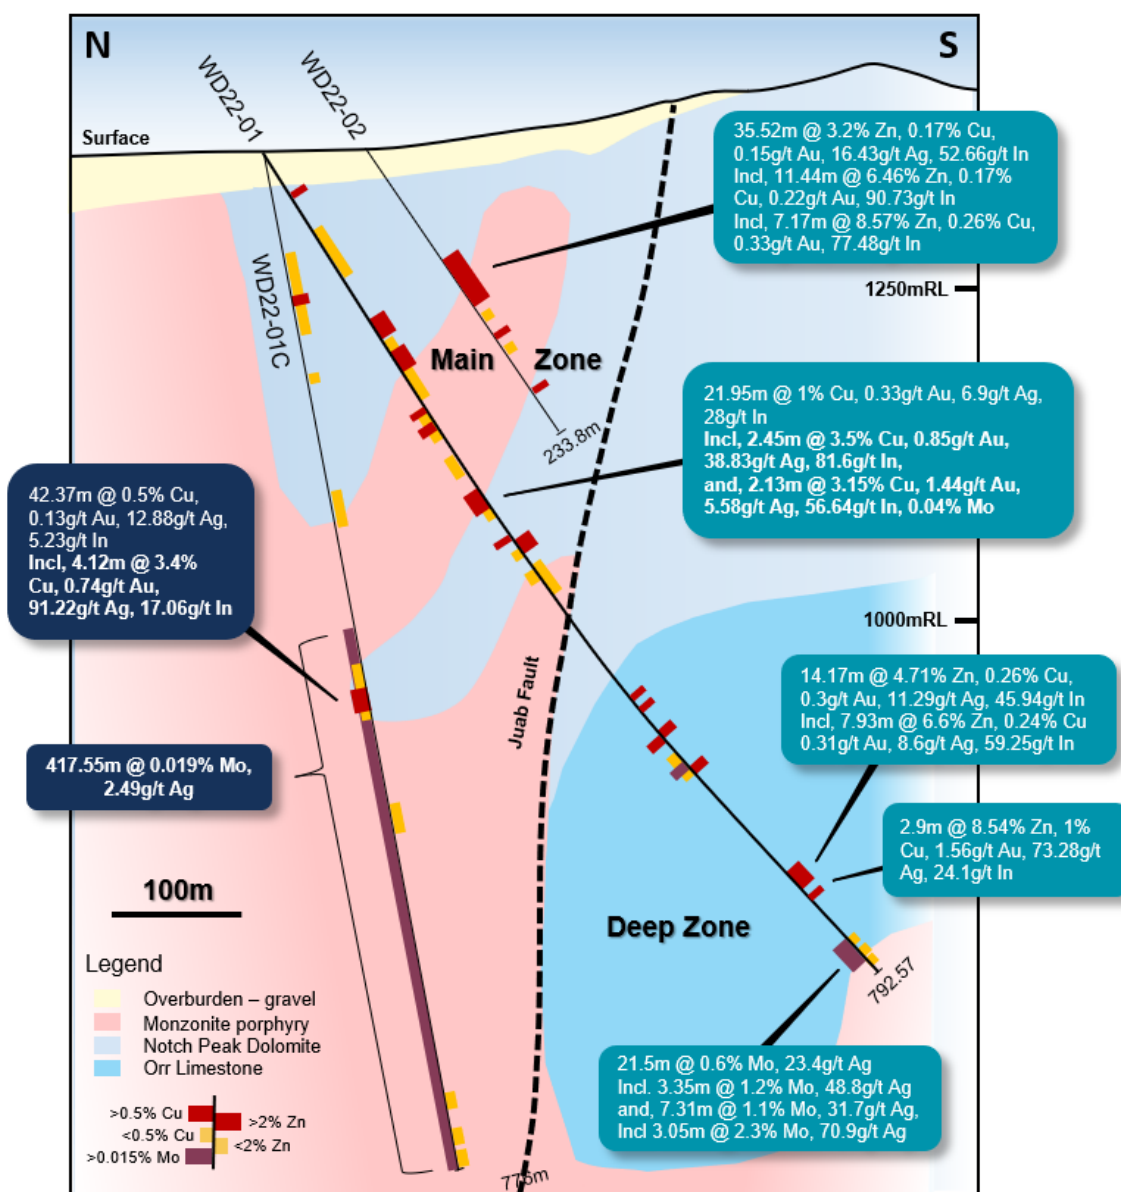 N
S
WD22-01
WD22-02
Surface
35.52m @ 3.2% Zn, 0.17% Cu,
0.15g/t Au, 16.43g/t Ag, 52.66g/t In
Incl, 11.44m @ 6.46% Zn, 0.17%
Cu, 0.22g/t Au, 90.73g/t In
Incl, 7.17m @ 8.57% Zn, 0.26% Cu,
0.33g/t Au, 77.48g/t In
WD22-01C
1250mRL
Main Zone
233.8m
21.95m @ 1% Cu, 0.33g/t Au, 6.9g/t Ag,
28g/t In
Incl, 2.45m @ 3.5% Cu, 0.85g/t Au,
38.83g/t Ag, 81.6g/t In,
and, 2.13m @ 3.15% Cu, 1.44g/t Au,
5.58g/t Ag, 56.64g/t In, 0.04% Mo
42.37m @ 0.5% Cu,
0.13g/t Au, 12.88g/t Ag,
5.23g/t In
Incl, 4.12m @ 3.4%
Cu, 0.74g/t Au,
91.22g/t Ag, 17.06g/t In
1000mRL
Juab Fault
14.17m @ 4.71% Zn, 0.26% Cu,
0.3g/t Au, 11.29g/t Ag, 45.94g/t In
Incl, 7.93m @ 6.6% Zn, 0.24% Cu
0.31g/t Au, 8.6g/t Ag, 59.25g/t In
417.55m @ 0.019% Mo,
2.49g/t Ag
2.9m @ 8.54% Zn, 1%
Cu, 1.56g/t Au, 73.28g/t
Ag, 24.1g/t In
100m
Deep Zone
792.57
Legend
Overburden – gravel
Monzonite porphyry
Notch Peak Dolomite
Orr Limestone
>0.5% Cu
>2% Zn
<0.5% Cu
<2% Zn
>0.015% Mo
21.5m @ 0.6% Mo, 23.4g/t Ag
Incl. 3.35m @ 1.2% Mo, 48.8g/t Ag
and, 7.31m @ 1.1% Mo, 31.7g/t Ag,
Incl 3.05m @ 2.3% Mo, 70.9g/t Ag
776m